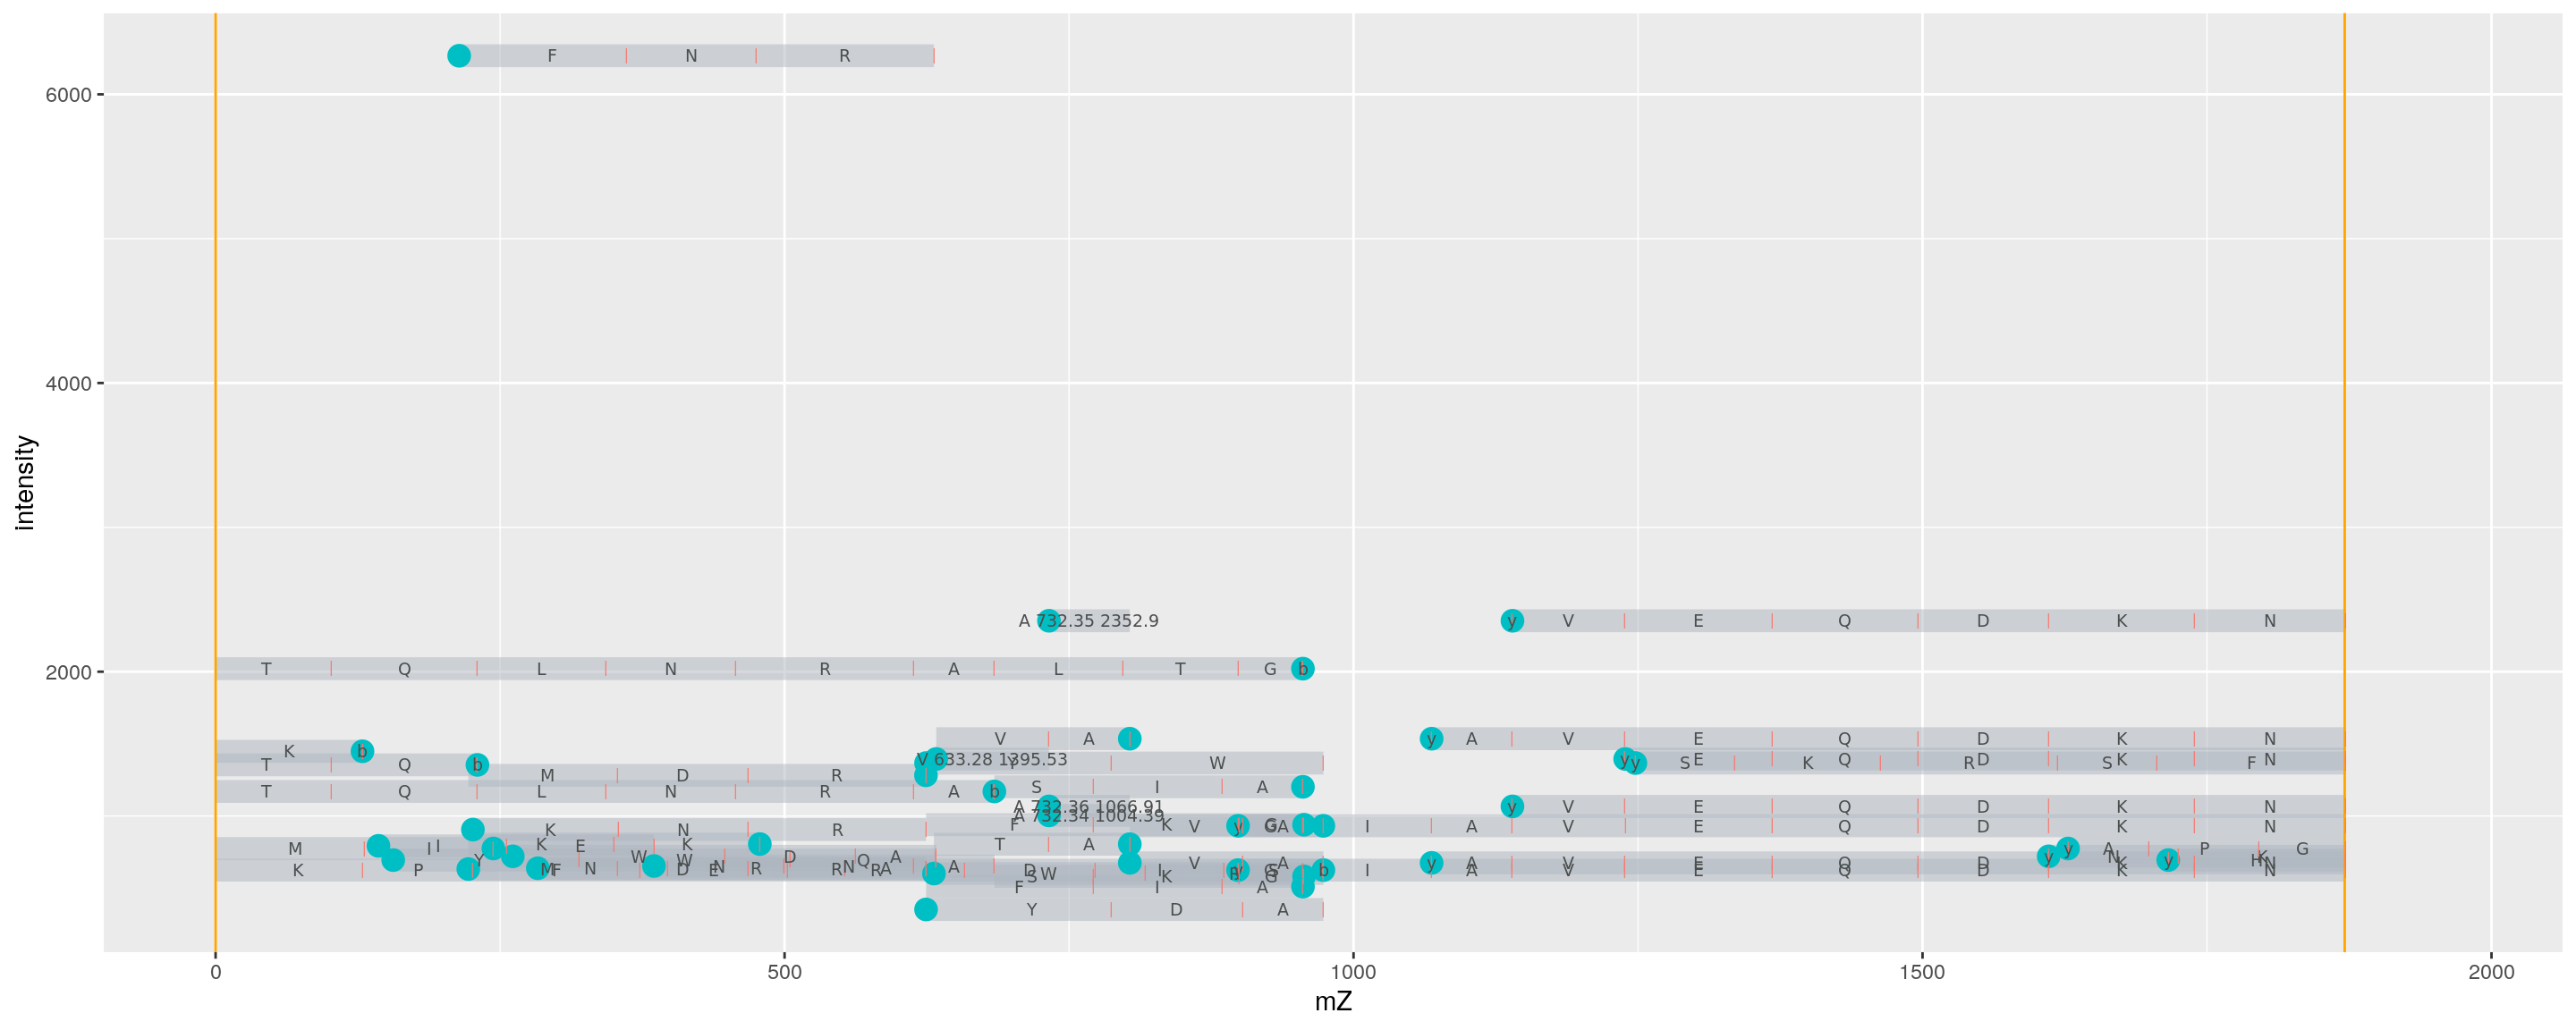 6000
F N R
4000
A 732.35 2352.9
y V E Q D K N
2000
T Q L N R A L T G b
V A
y A V E Q D K N
K b
V 633.28 1395.53
Y W
y E Q D K N
y S K R S F
T Q b
M D R
S I A
T Q L N R A b
A 732.36 1066.91
y V E Q D K N
A 732.34 1004.39
F K G
V y A I A V E Q D K N
K N R
M I I K E K
T A
y A P G
Y W W D Q A
y N y H K N
V A
y A V E Q D K N
K P F N D E R R A
A D I y b I A V E Q D K N
S W K G
F I A
Y D A
0 500 1000 1500 2000
mZ
intensity